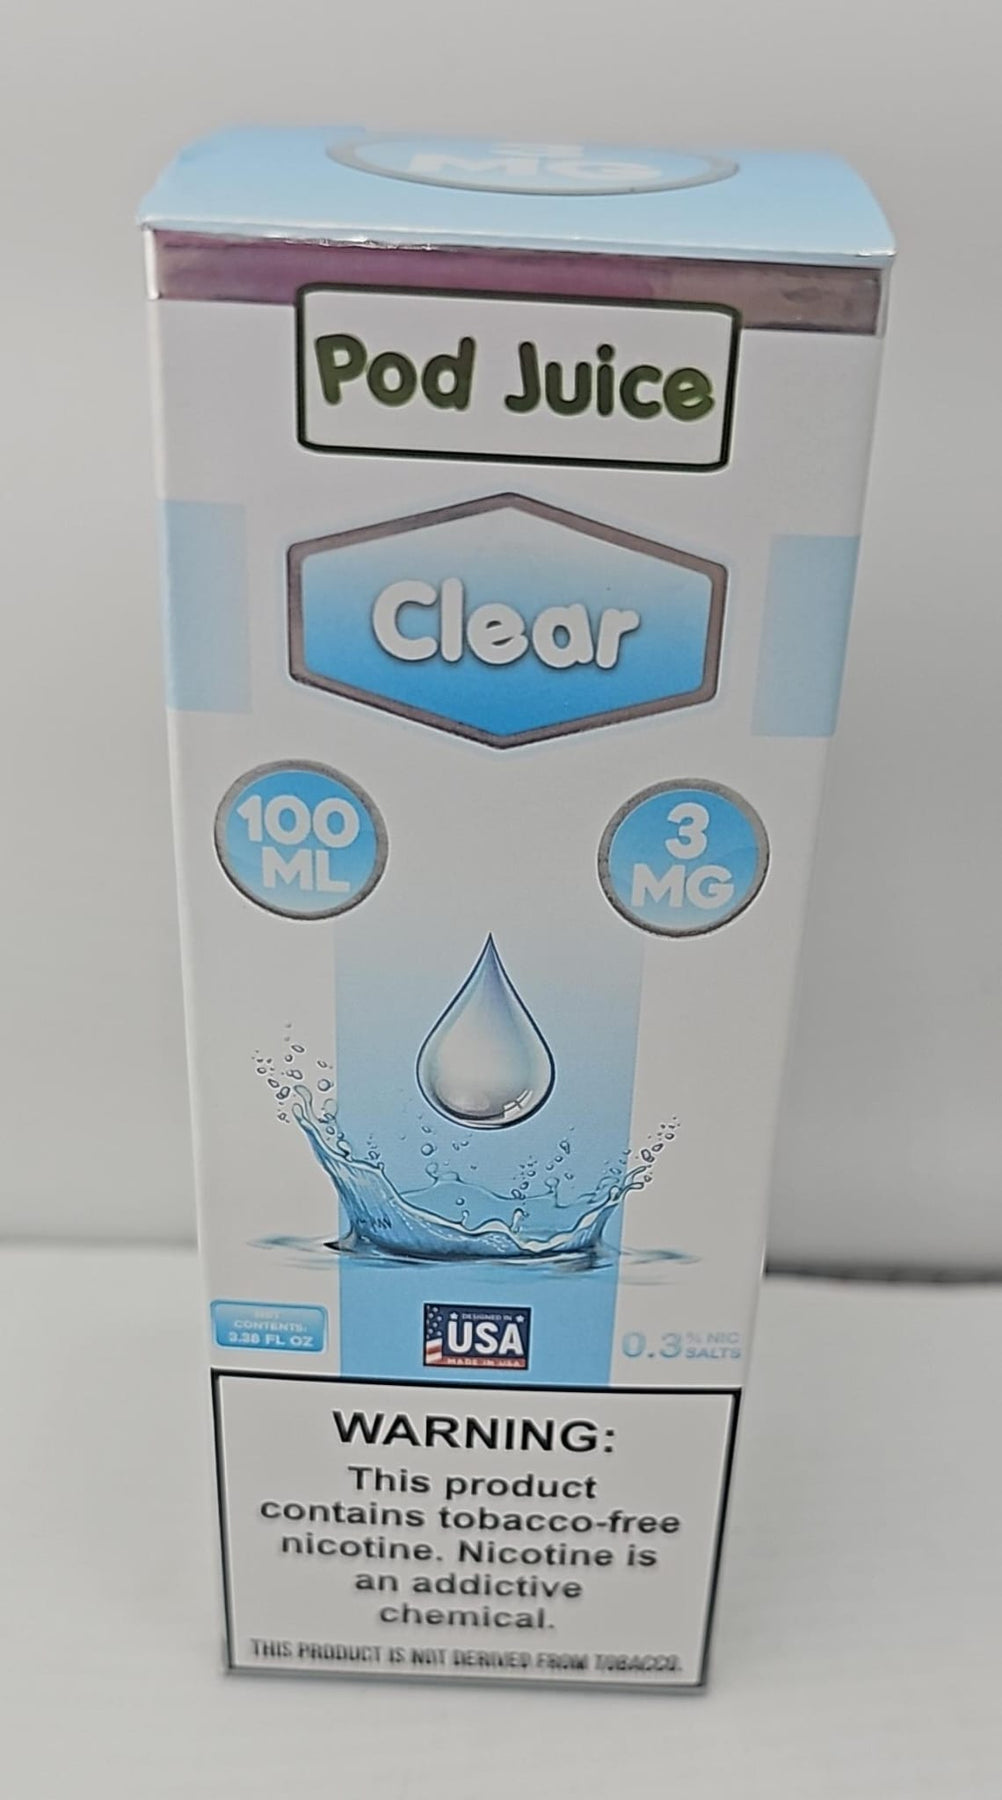 3
MG
Pod Juice
Clear
100
ML
3
MG
NET
CONTENTS:
3.38 FL OZ
DESIGNED IN
USA
MADE IN USA
0.3% NIC
SALTS
WARNING:
This product
contains tobacco-free
nicotine. Nicotine is
an addictive
chemical.
THIS PRODUCT IS NOT DERIVED FROM TOBACCO.